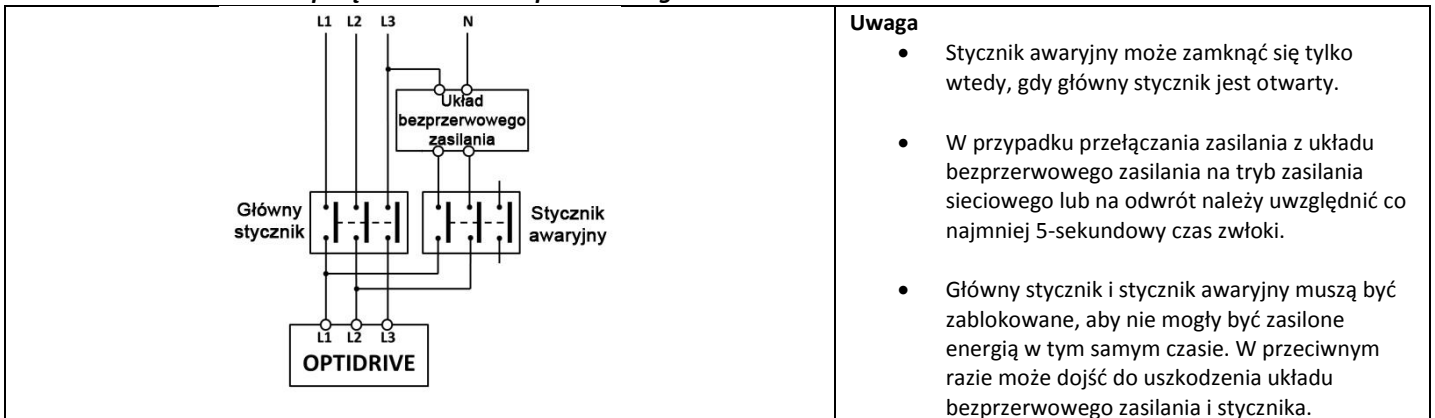 L1 L2 L3 N
Układ
bezprzerwowego
zasilania
Główny
stycznik
Stycznik
awaryjny
L1 L2 L3
OPTIDRIVE
Uwaga
• Stycznik awaryjny może zamknąć się tylko
wtedy, gdy główny stycznik jest otwarty.
• W przypadku przełączania zasilania z układu
bezprzerwowego zasilania na tryb zasilania
sieciowego lub na odwrót należy uwzględnić co
najmniej 5-sekundowy czas zwłoki.
• Główny stycznik i stycznik awaryjny muszą być
zablokowane, aby nie mogły być zasilone
energią w tym samym czasie. W przeciwnym
razie może dojść do uszkodzenia układu
bezprzerwowego zasilania i stycznika.